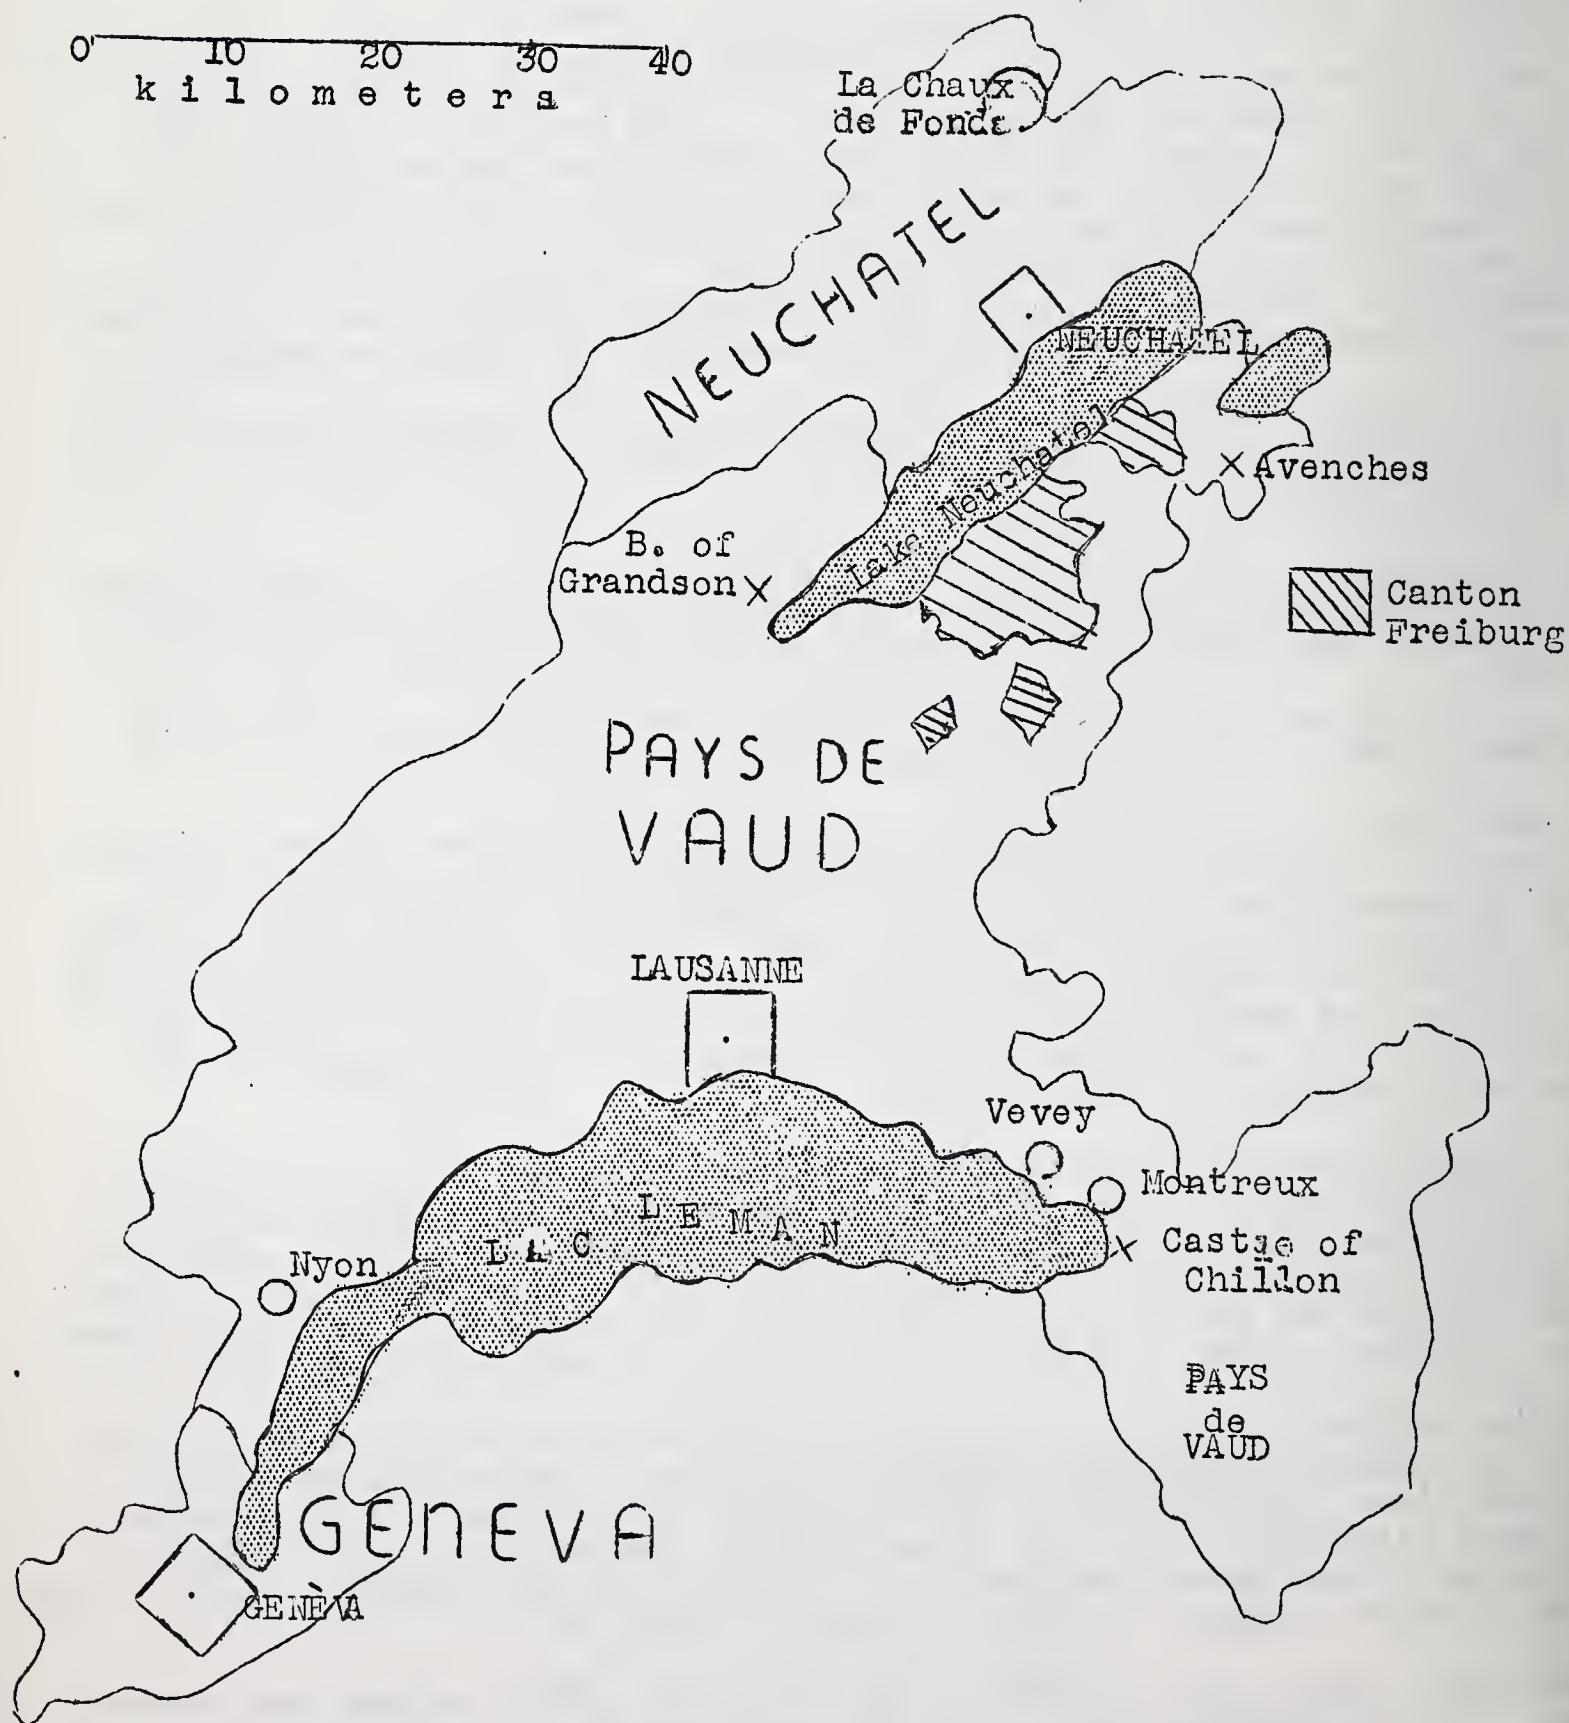 0 10 20 30 40
kilometers
La Chaux
de Fonds
NEUCHATEL
NEUCHATEL
Lake Neuchatel
Avenches
B. of
Grandson
Canton
Freiburg
PAYS DE
VAUD
LAUSANNE
Vevey
Montreux
LAC LEMAN
Castle of
Chillon
Nyon
PAYS
de
VAUD
GENEVA
GENÈVA